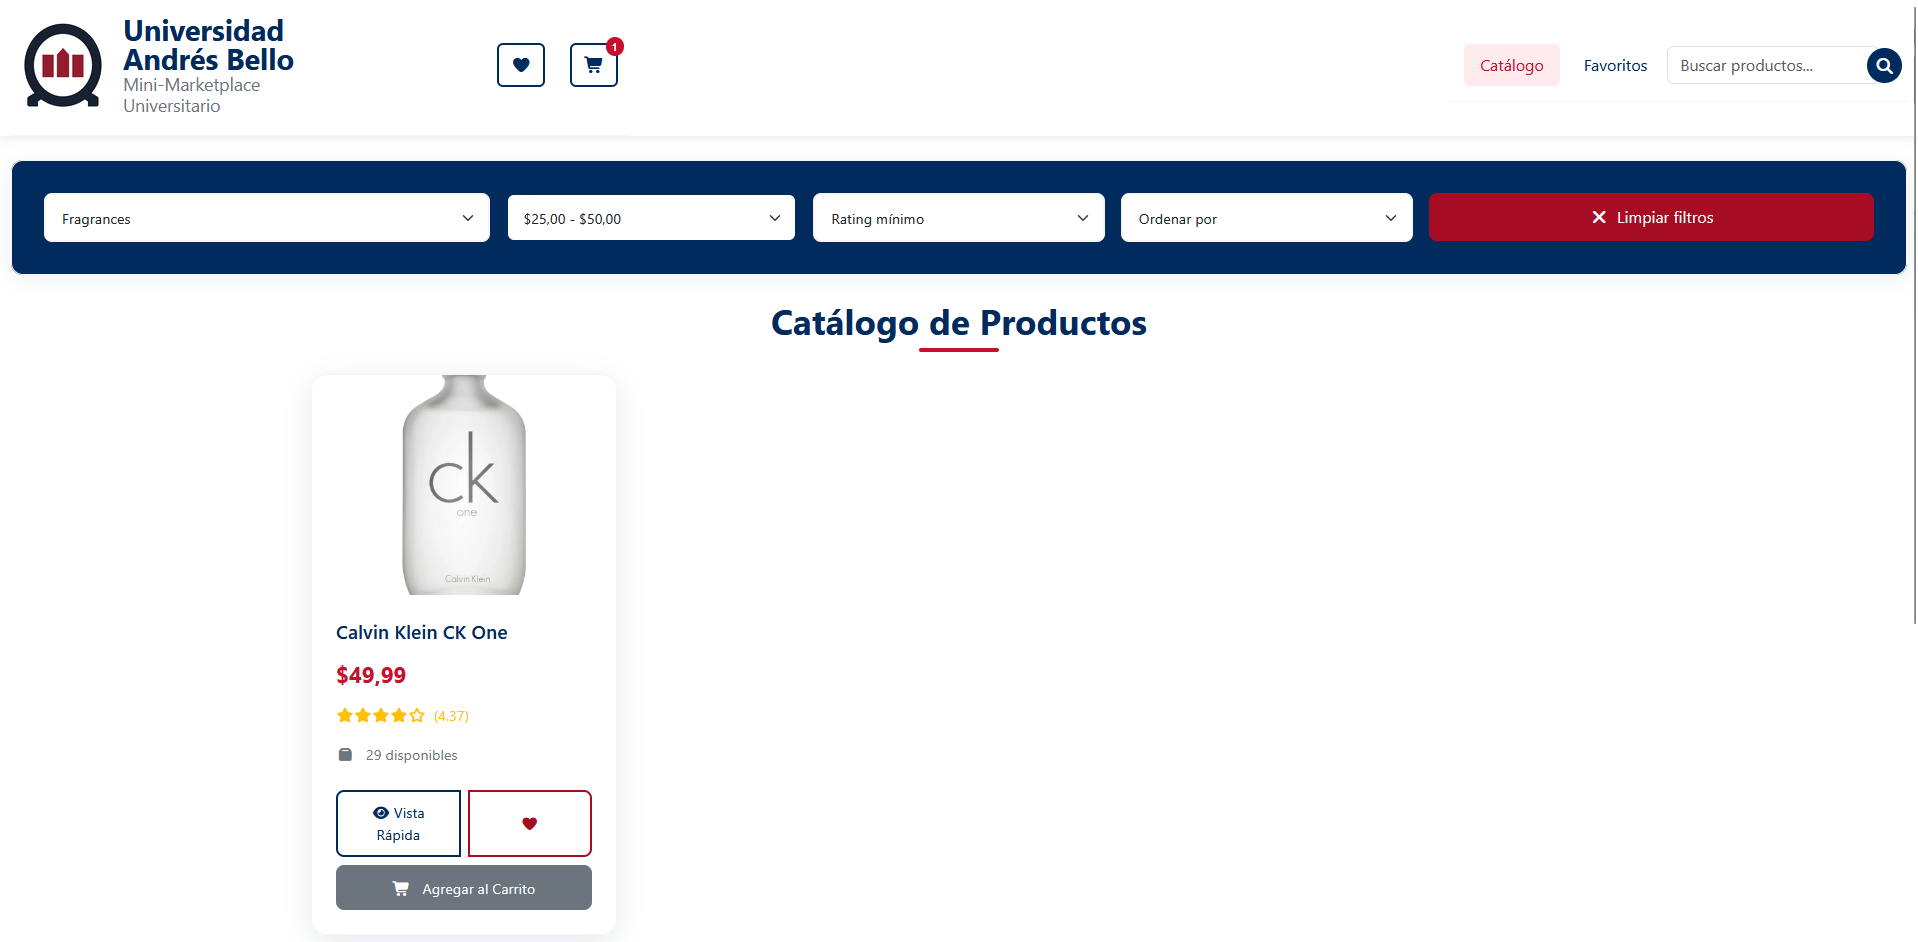 Universidad
Andrés Bello
Mini-Marketplace
Universitario
1
Catálogo
Favoritos
Buscar productos...
Fragrances
$25,00 - $50,00
Rating mínimo
Ordenar por
Limpiar filtros
Catálogo de Productos
ck
one
Calvin Klein
Calvin Klein CK One
$49,99
(4.37)
29 disponibles
Vista
Rápida
Agregar al Carrito